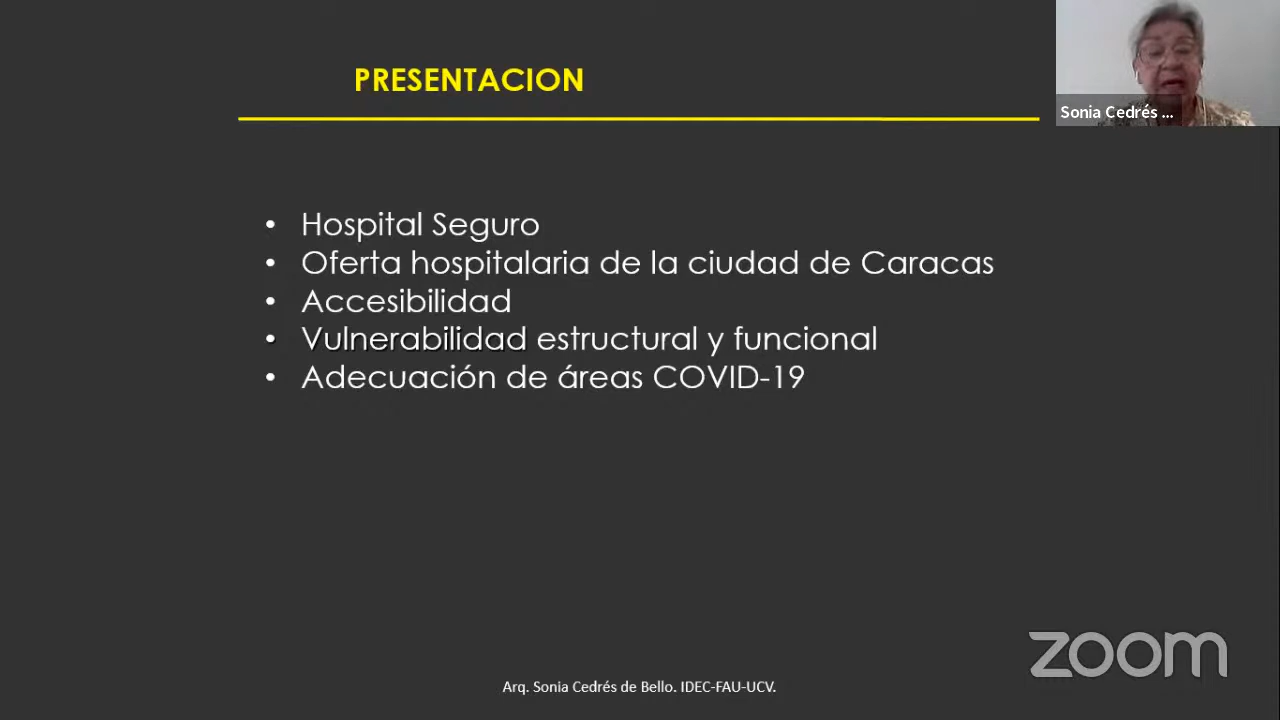 PRESENTACION
Sonia Cedrés ...
• Hospital Seguro
• Oferta hospitalaria de la ciudad de Caracas
• Accesibilidad
• Vulnerabilidad estructural y funcional
• Adecuación de áreas COVID-19
zoom
Arq. Sonia Cedrés de Bello. IDEC-FAU-UCV.